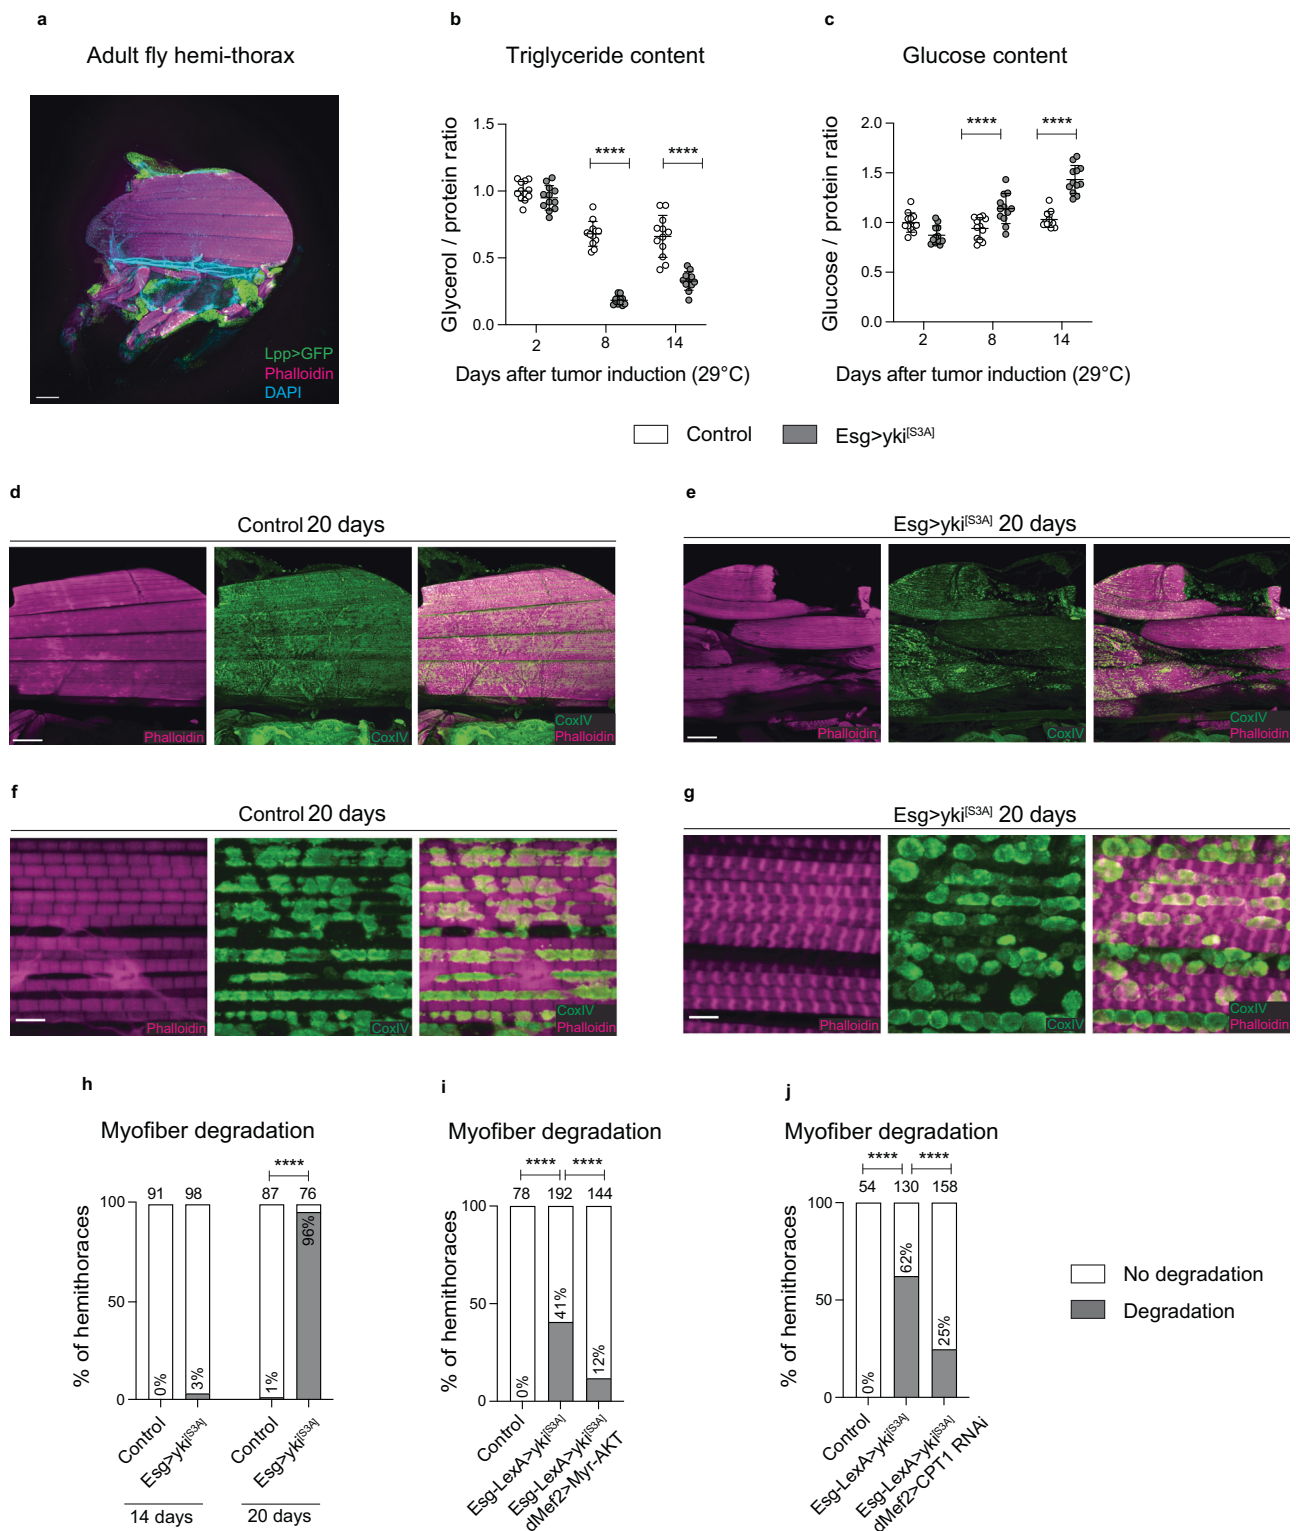 a
Adult fly hemi-thorax
Lpp>GFP
Phalloidin
DAPI
b
Triglyceride content
Glycerol / protein ratio
1.5
1.0
0.5
0.0
****
****
2
8
14
Days after tumor induction (29°C)
c
Glucose content
Glucose / protein ratio
2.0
1.5
1.0
0.5
0.0
****
****
2
8
14
Days after tumor induction (29°C)
Control
Esg>yki[S3A]
d
Control 20 days
Phalloidin
CoxIV
CoxIV
Phalloidin
e
Esg>yki[S3A] 20 days
Phalloidin
CoxIV
CoxIV
Phalloidin
f
Control 20 days
Phalloidin
CoxIV
CoxIV
Phalloidin
g
Esg>yki[S3A] 20 days
Phalloidin
CoxIV
CoxIV
Phalloidin
h
Myofiber degradation
****
91
98
87
76
% of hemithoraces
100
50
0
0%
3%
1%
96%
Control
Esg>yki[S3A]
Control
Esg>yki[S3A]
14 days
20 days
i
Myofiber degradation
****
****
78
192
144
% of hemithoraces
100
50
0
0%
41%
12%
Control
Esg-LexA>yki[S3A]
Esg-LexA>yki[S3A]
dMef2>Myr-AKT
j
Myofiber degradation
****
****
54
130
158
% of hemithoraces
100
50
0
0%
62%
25%
Control
Esg-LexA>yki[S3A]
Esg-LexA>yki[S3A]
dMef2>CPT1 RNAi
No degradation
Degradation